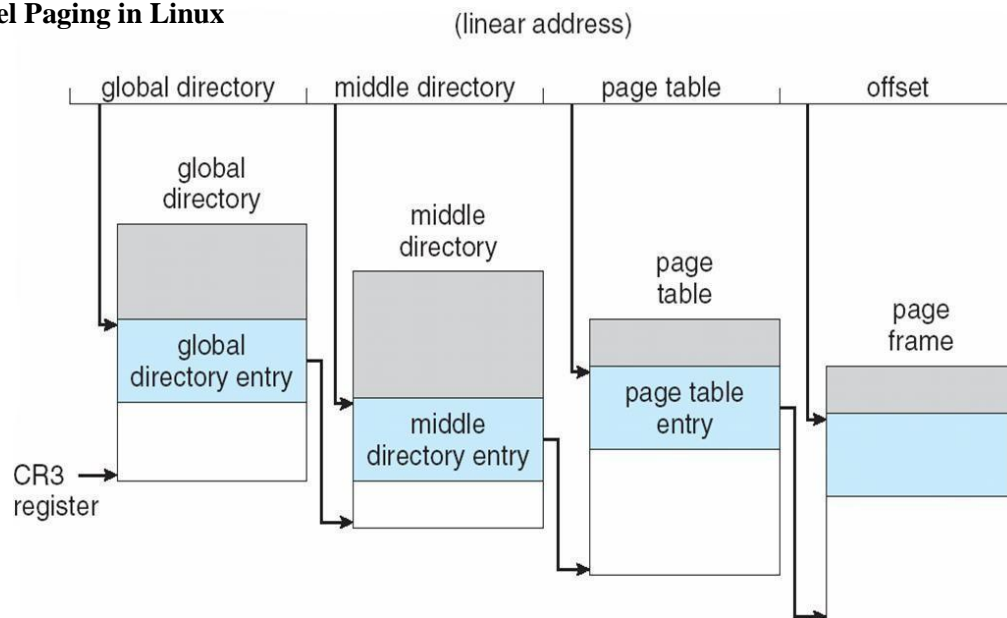 Paging in Linux
(linear address)
global directory
middle directory
page table
offset
global
directory
middle
directory
page
table
page
frame
global
directory entry
middle
directory entry
page table
entry
CR3
register